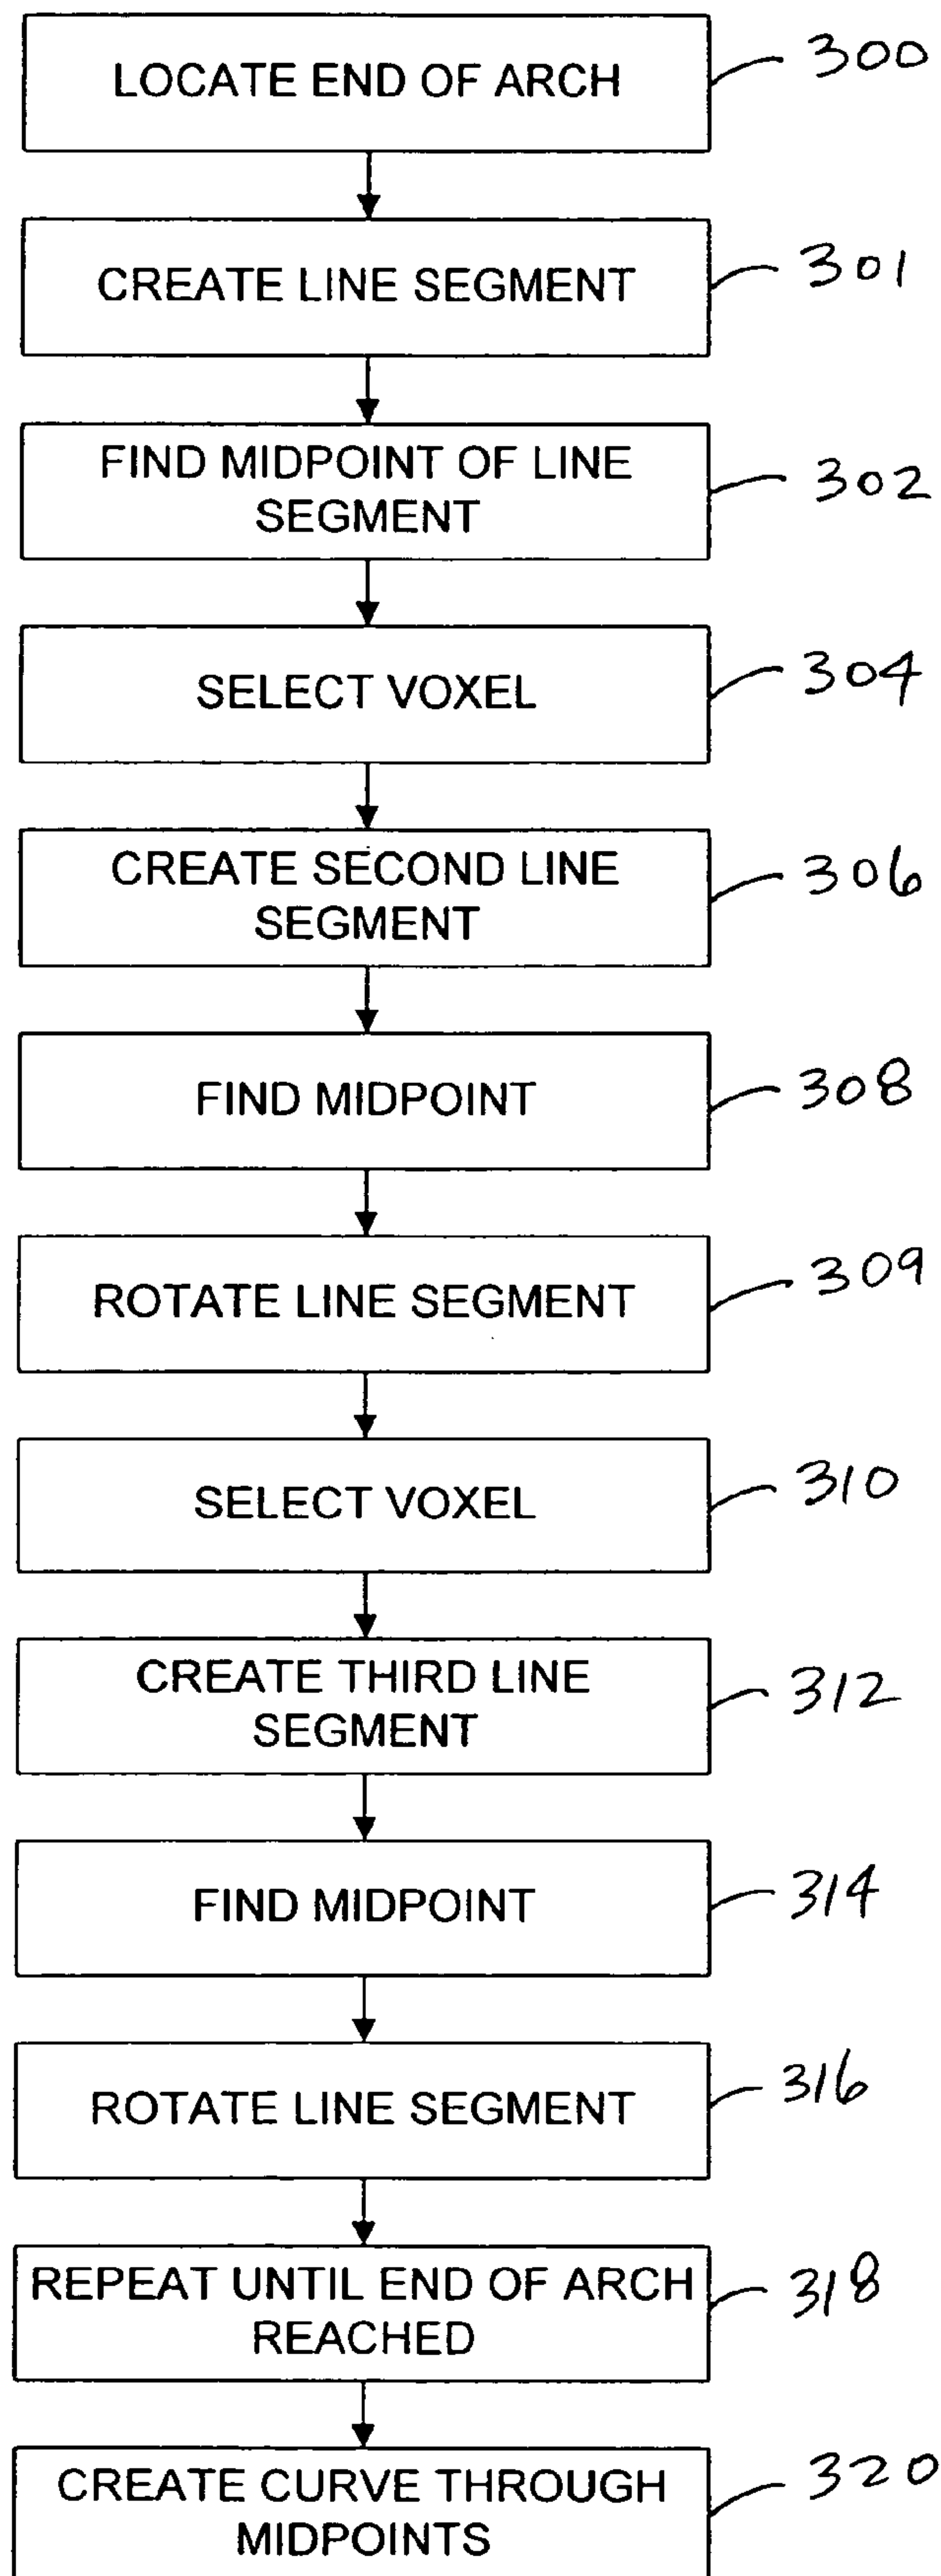 LOCATE END OF ARCH
300
CREATE LINE SEGMENT
301
FIND MIDPOINT OF LINE
SEGMENT
302
SELECT VOXEL
304
CREATE SECOND LINE
SEGMENT
306
FIND MIDPOINT
308
ROTATE LINE SEGMENT
309
SELECT VOXEL
310
CREATE THIRD LINE
SEGMENT
312
FIND MIDPOINT
314
ROTATE LINE SEGMENT
316
REPEAT UNTIL END OF ARCH
REACHED
318
CREATE CURVE THROUGH
MIDPOINTS
320